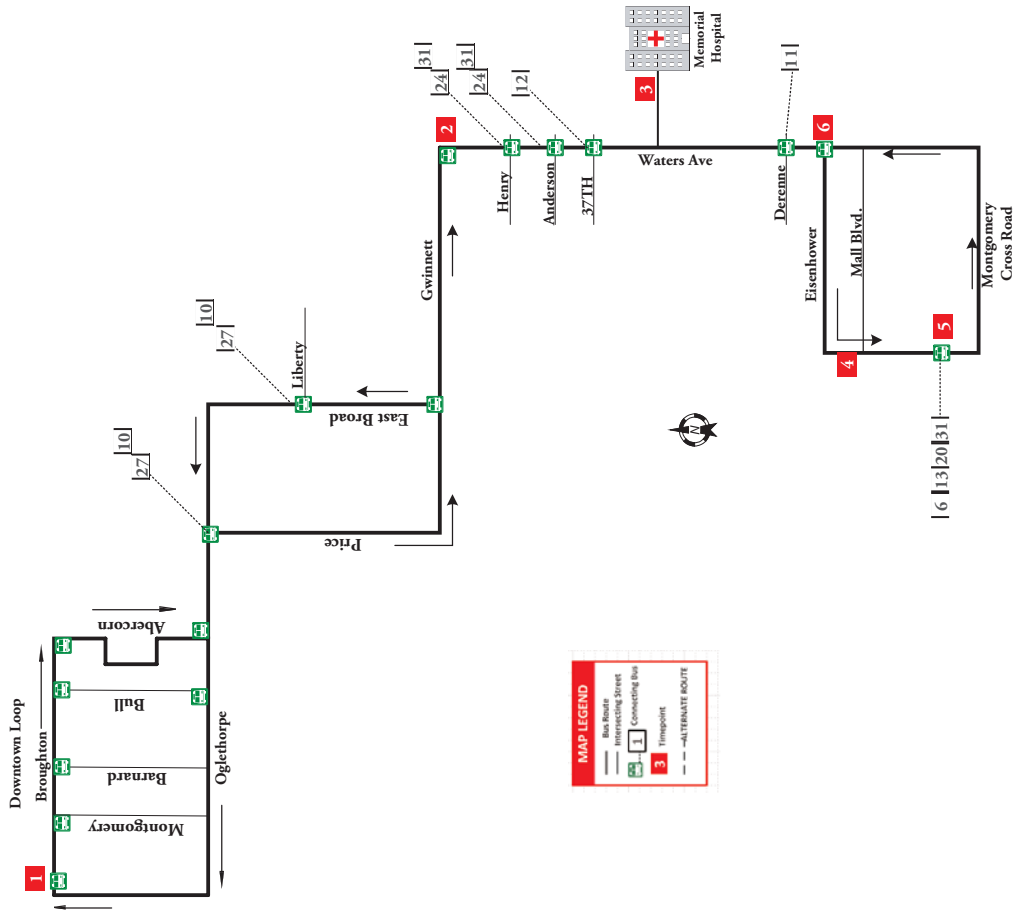 Downtown Loop
Broughton
1
Montgomery
Barnard
Bull
Abercorn
Oglethorpe
|27|
|10|
Price
|27|
|10|
Liberty
East Broad
Gwinnett
2
|24|
|31|
|24|
|31|
|12|
Henry
Anderson
37TH
Waters Ave
3
Memorial
Hospital
|11|
Derenne
6
Eisenhower
Mall Blvd.
4
5
Montgomery
Cross Road
|6 |13|20|31|
N
MAP LEGEND
Bus Route
Intersecting Street
1 Connecting Bus
3 Timepoint
ALTERNATE ROUTE